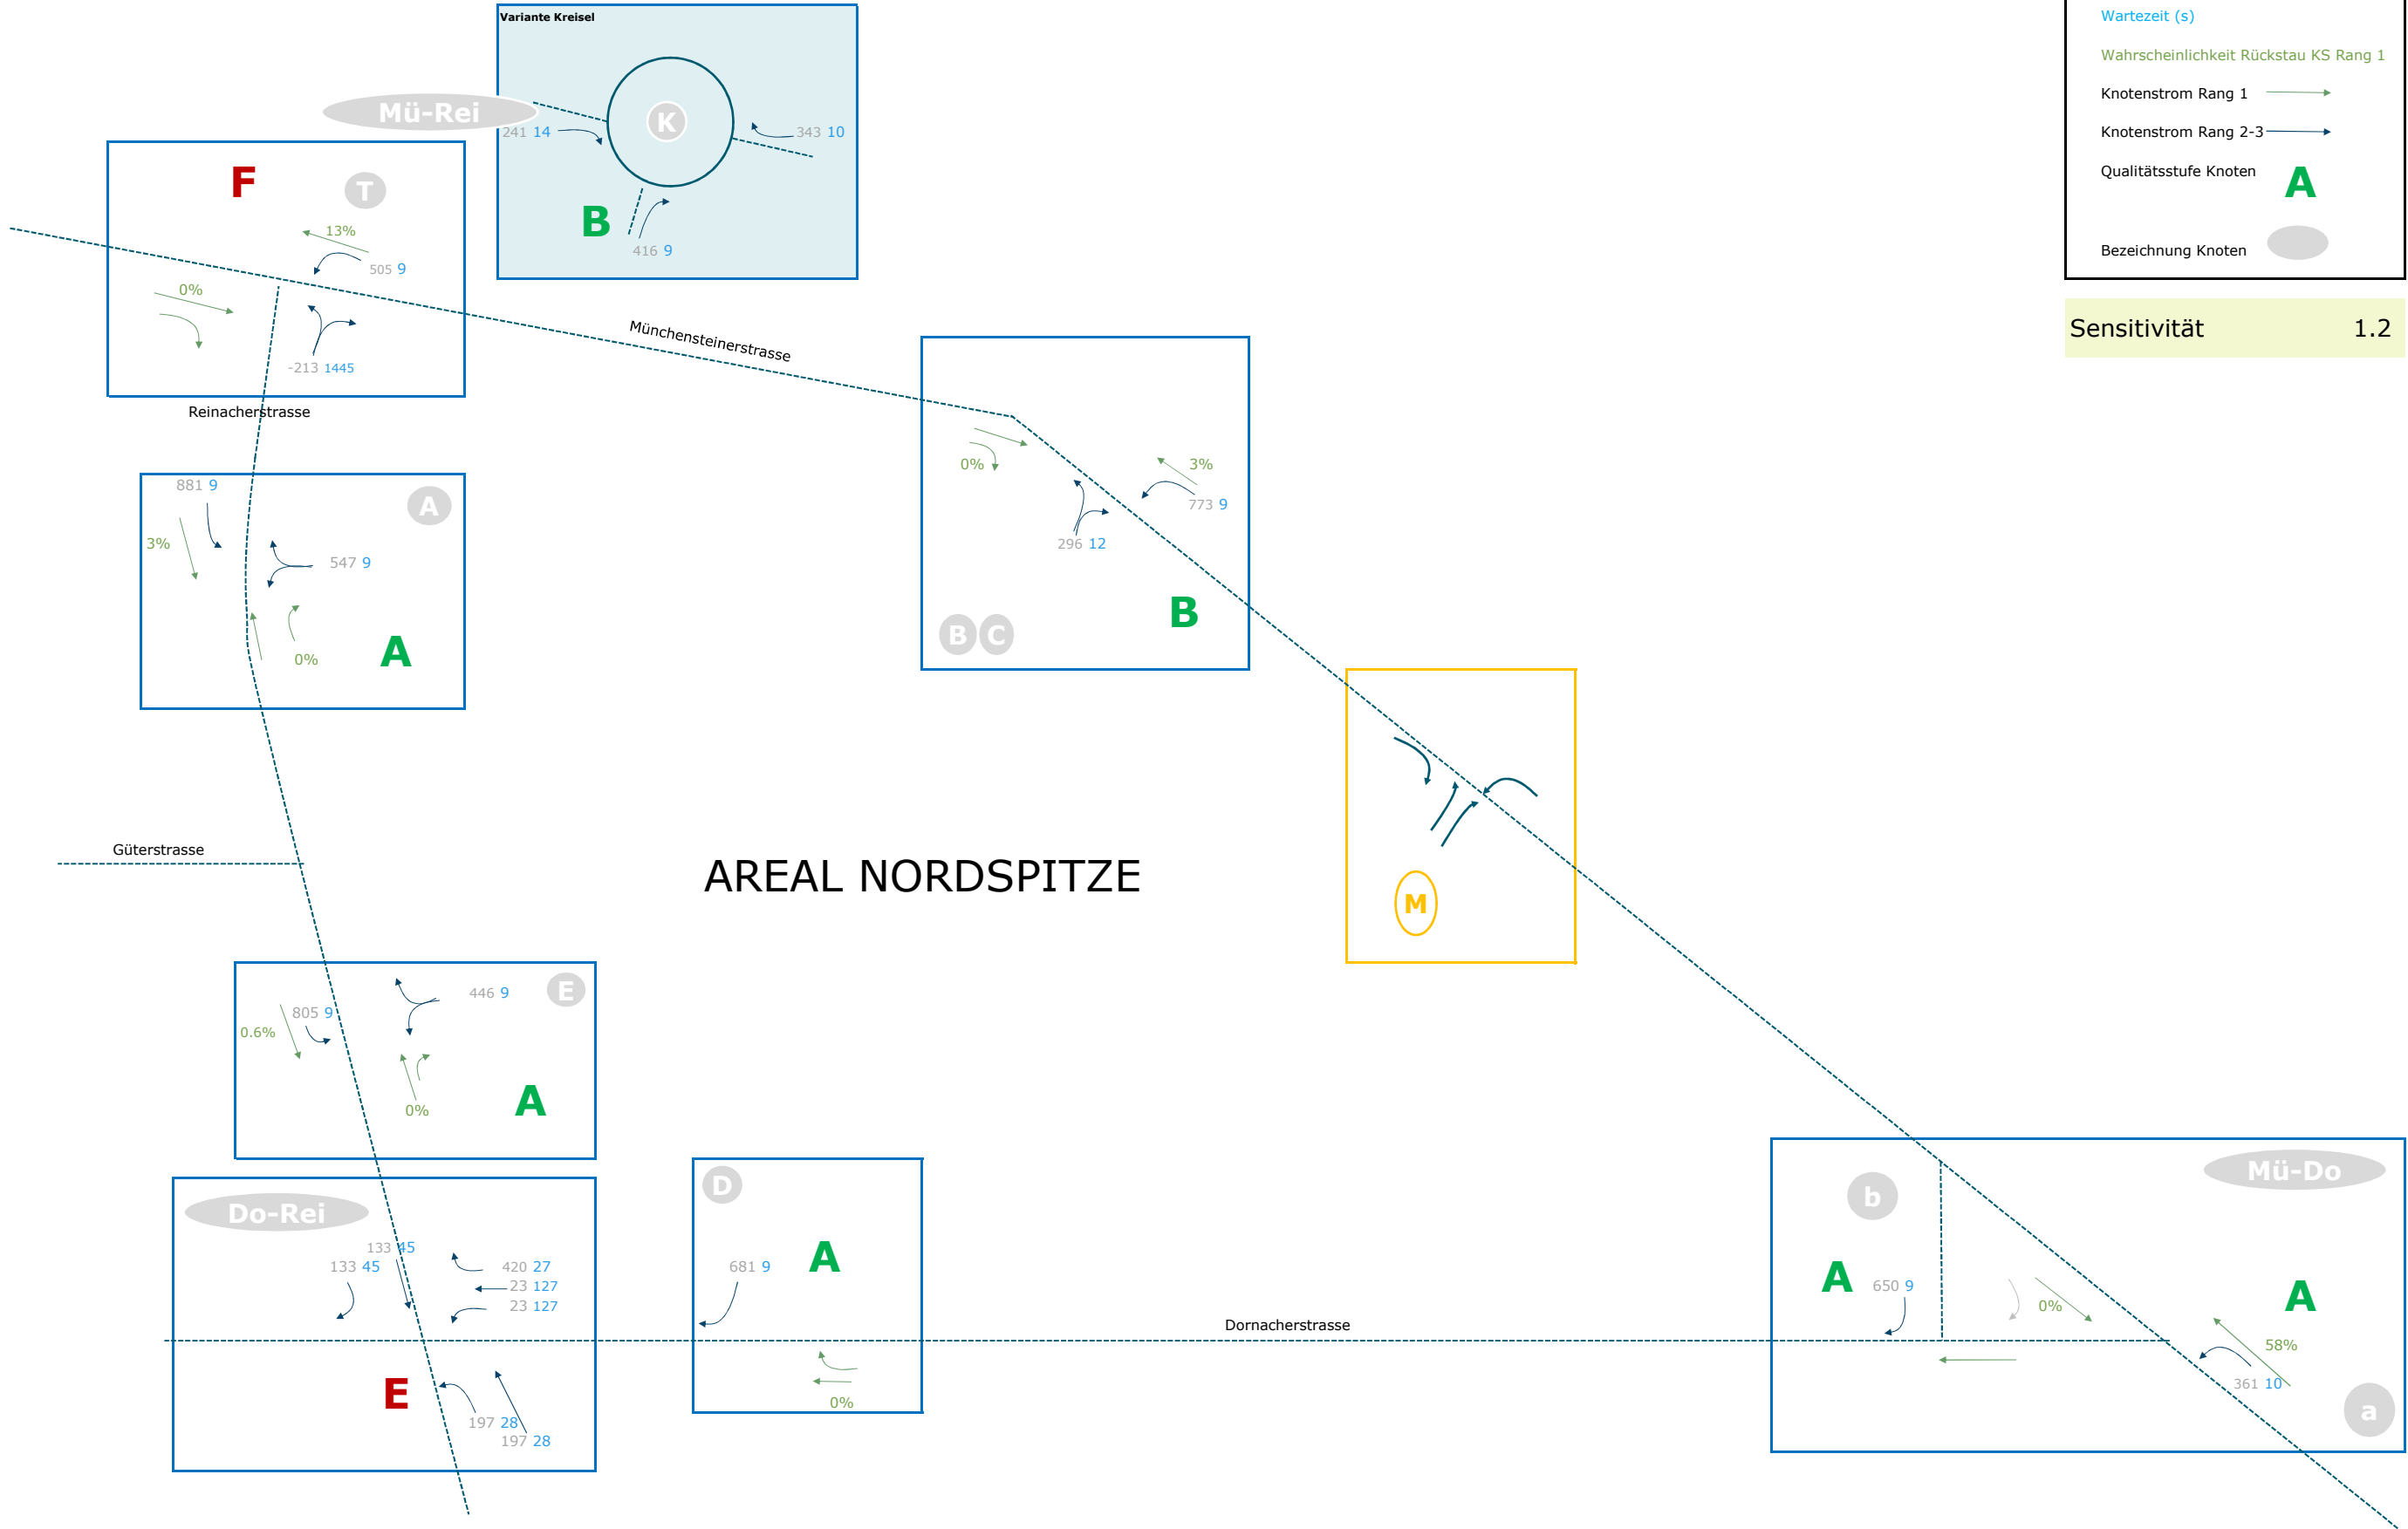 Variante Kreisel
Mü-Rei
K
241 14
343 10
B
416 9
Wartezeit (s)
Wahrscheinlichkeit Rückstau KS Rang 1
Knotenstrom Rang 1
Knotenstrom Rang 2-3
Qualitätsstufe Knoten A
Bezeichnung Knoten
Sensitivität 1.2
F
T
13%
505 9
0%
-213 1445
Münchensteinerstrasse
Reinacherstrasse
881 9
A
3%
547 9
0%
A
0%
3%
773 9
296 12
B
B C
M
Güterstrasse
AREAL NORDSPITZE
446 9
E
805 9
0.6%
0%
A
Do-Rei
133 45
133 45
420 27
23 127
23 127
E
197 28
197 28
D
681 9
A
0%
Dornacherstrasse
b
Mü-Do
A
650 9
0%
A
58%
361 10
a